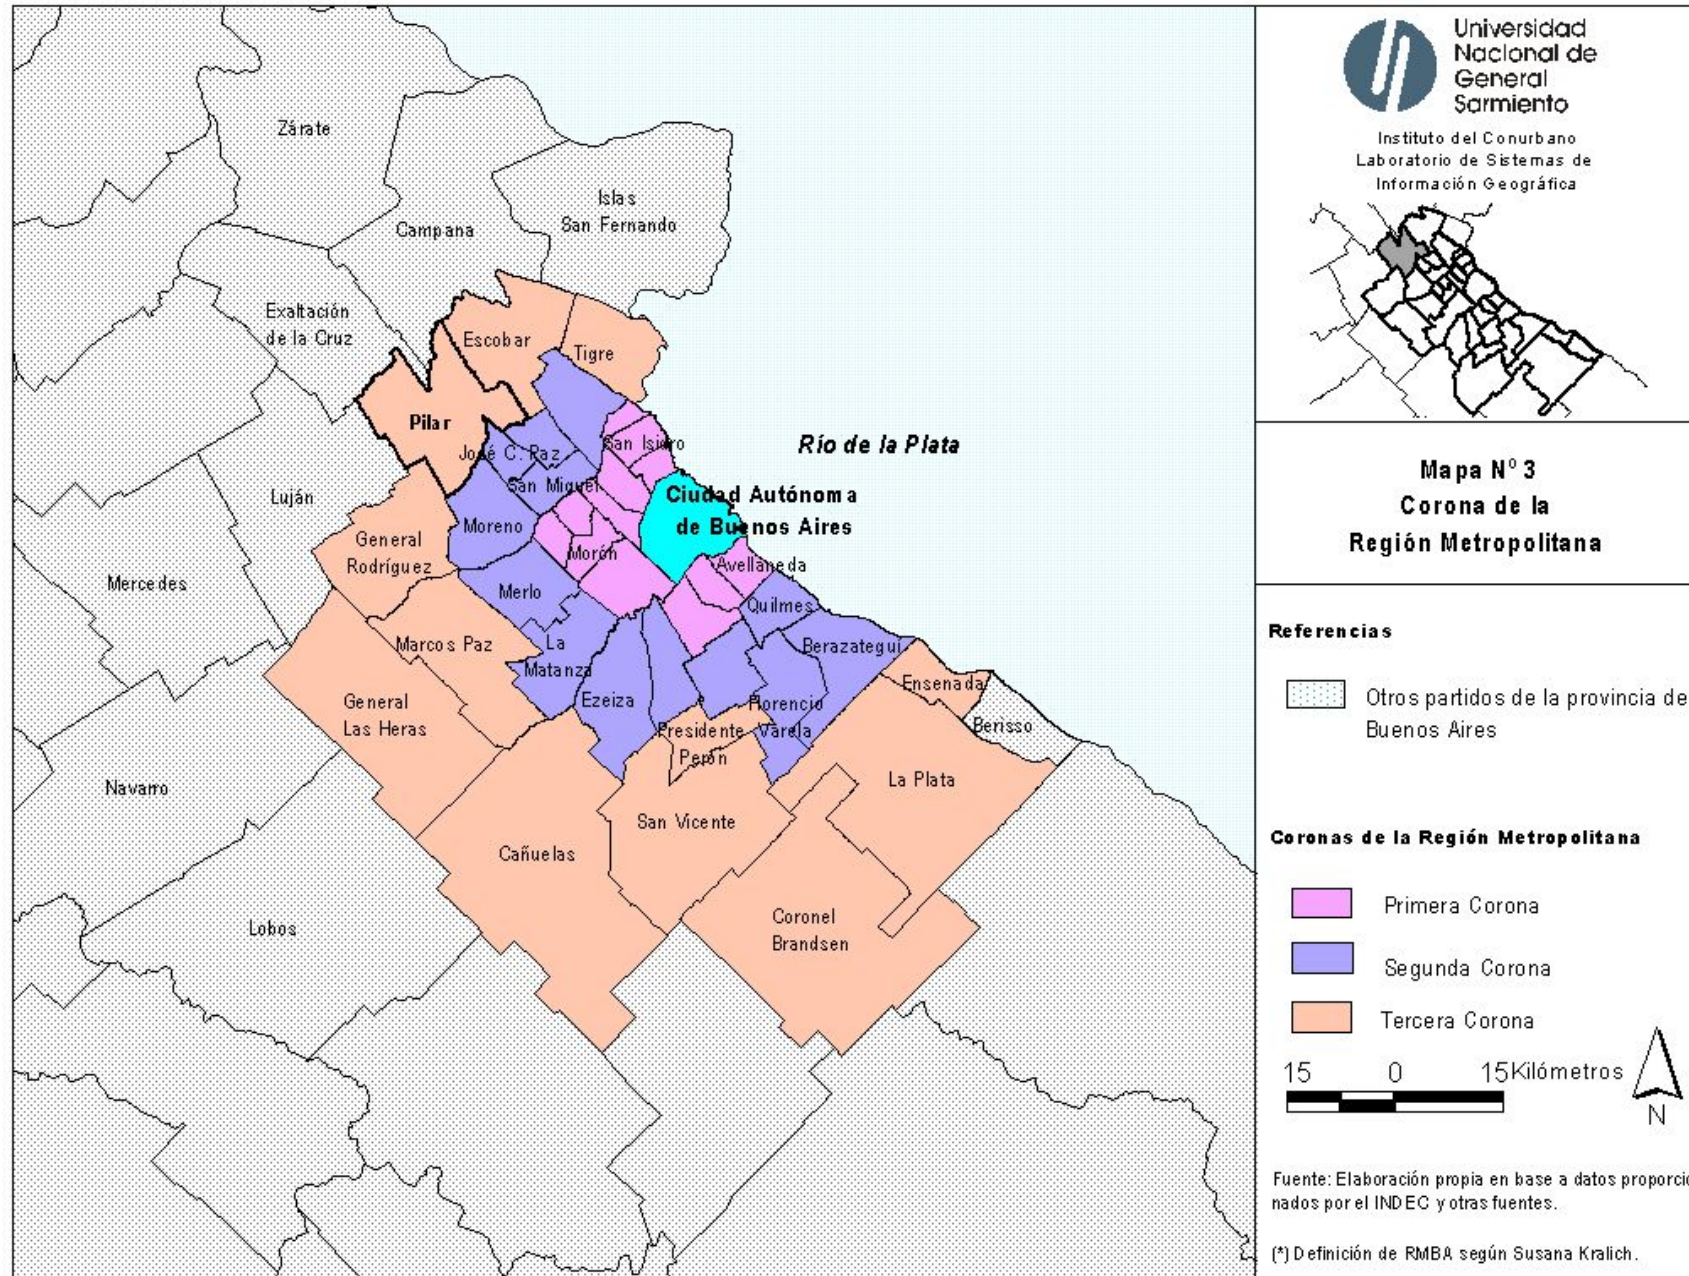 Zárate
Islas
San Fernando
Campana
Exaltación
de la Cruz
Escobar
Tigre
Pilar
San Isidro
José C. Paz
Río de la Plata
San Miguel
Ciudad Autónoma
de Buenos Aires
Luján
Moreno
General
Rodríguez
Morón
Avellaneda
Mercedes
Merlo
Quilmes
Marcos Paz
La
Matanza
Berazategui
Ensenada
Ezeiza
General
Las Heras
Florencio
Varela
Presidente
Perón
Berisso
Navarro
La Plata
San Vicente
Cañuelas
Lobos
Coronel
Brandsen
Universidad
Nacional de
General
Sarmiento
Instituto del Conurbano
Laboratorio de Sistemas de
Información Geográfica
Mapa Nº 3
Corona de la
Región Metropolitana
Referencias
Otros partidos de la provincia de
Buenos Aires
Coronas de la Región Metropolitana
Primera Corona
Segunda Corona
Tercera Corona
15 0 15 Kilómetros
N
Fuente: Elaboración propia en base a datos proporcio
nados por el INDEC y otras fuentes.
(*) Definición de RMBA según Susana Kralich.